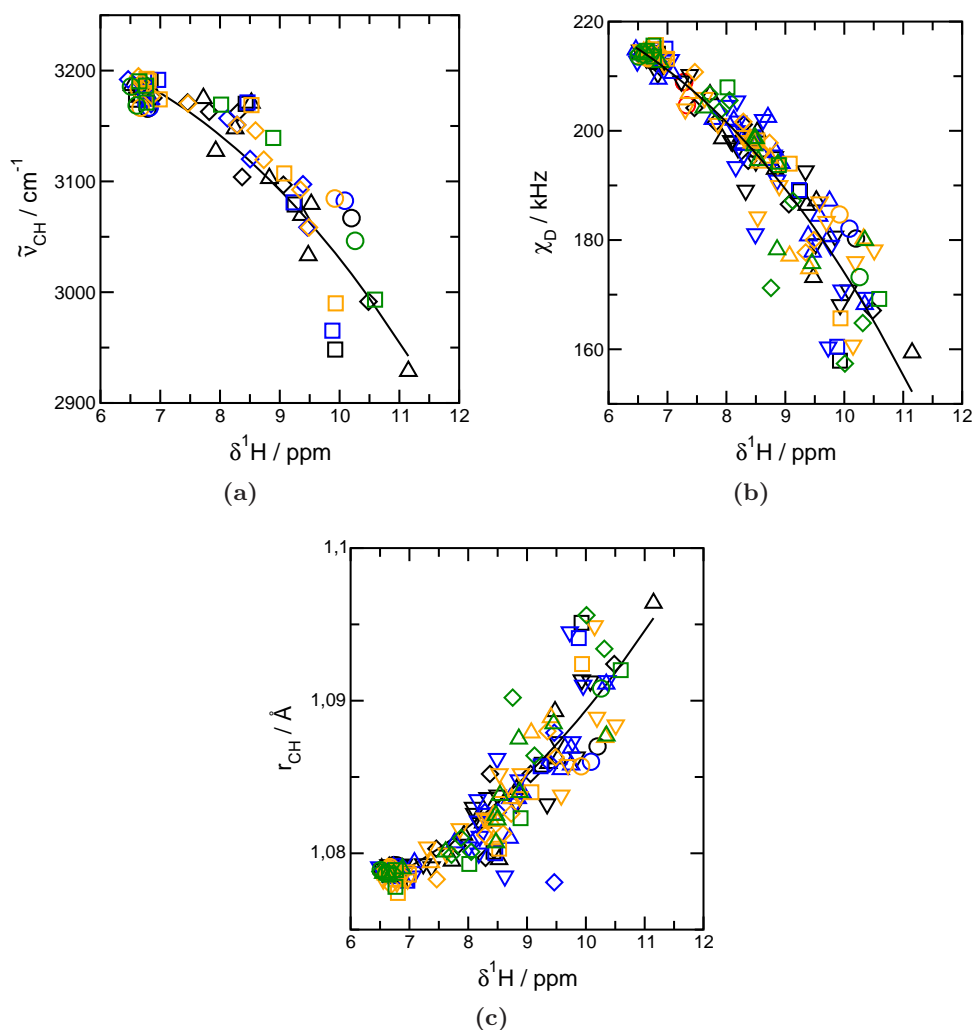 3200
3100
3000
2900
ν̃CH / cm⁻¹
6 7 8 9 10 11 12
δ¹H / ppm
(a)
220
200
180
160
χD / kHz
6 7 8 9 10 11 12
δ¹H / ppm
(b)
1,1
1,09
1,08
rCH / Å
6 7 8 9 10 11 12
δ¹H / ppm
(c)